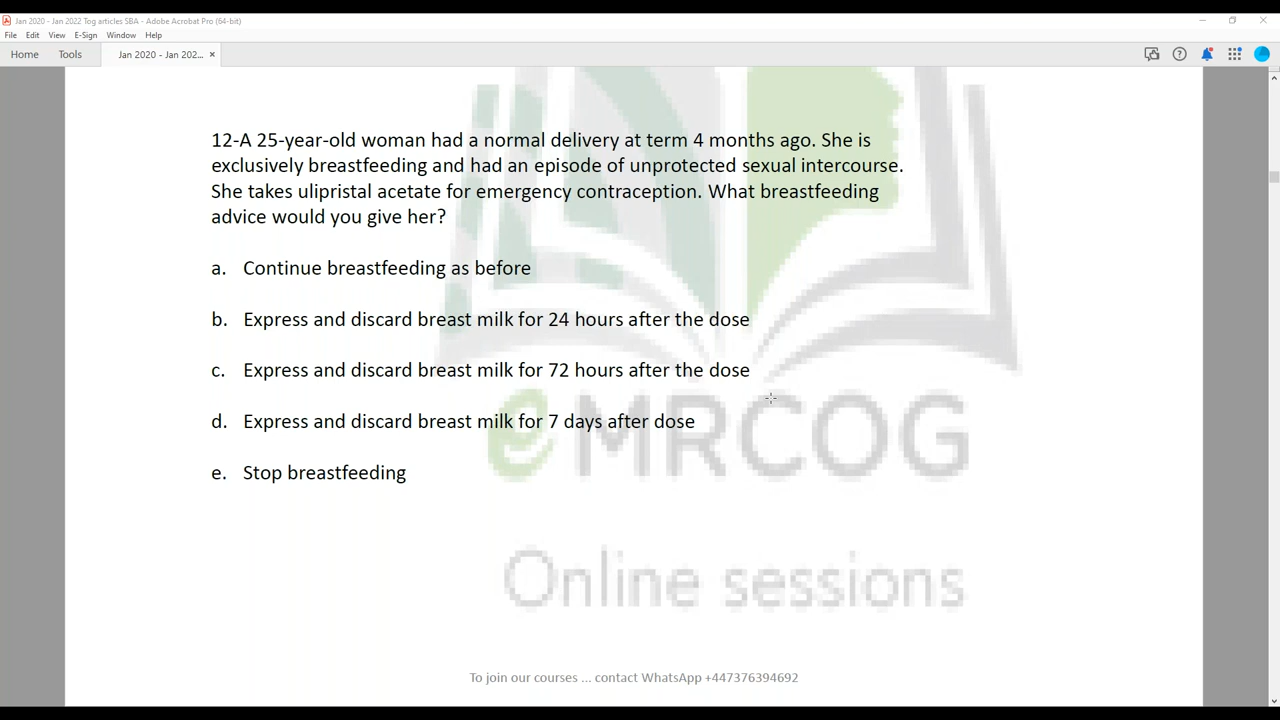 Jan 2020 - Jan 2022 Tog articles SBA - Adobe Acrobat Pro (64-bit)
File Edit View E-Sign Window Help
Home Tools Jan 2020 - Jan 202... ×
12-A 25-year-old woman had a normal delivery at term 4 months ago. She is
exclusively breastfeeding and had an episode of unprotected sexual intercourse.
She takes ulipristal acetate for emergency contraception. What breastfeeding
advice would you give her?
a. Continue breastfeeding as before
b. Express and discard breast milk for 24 hours after the dose
c. Express and discard breast milk for 72 hours after the dose
d. Express and discard breast milk for 7 days after dose
e. Stop breastfeeding
eMRCOG
Online sessions
To join our courses ... contact WhatsApp +447376394692